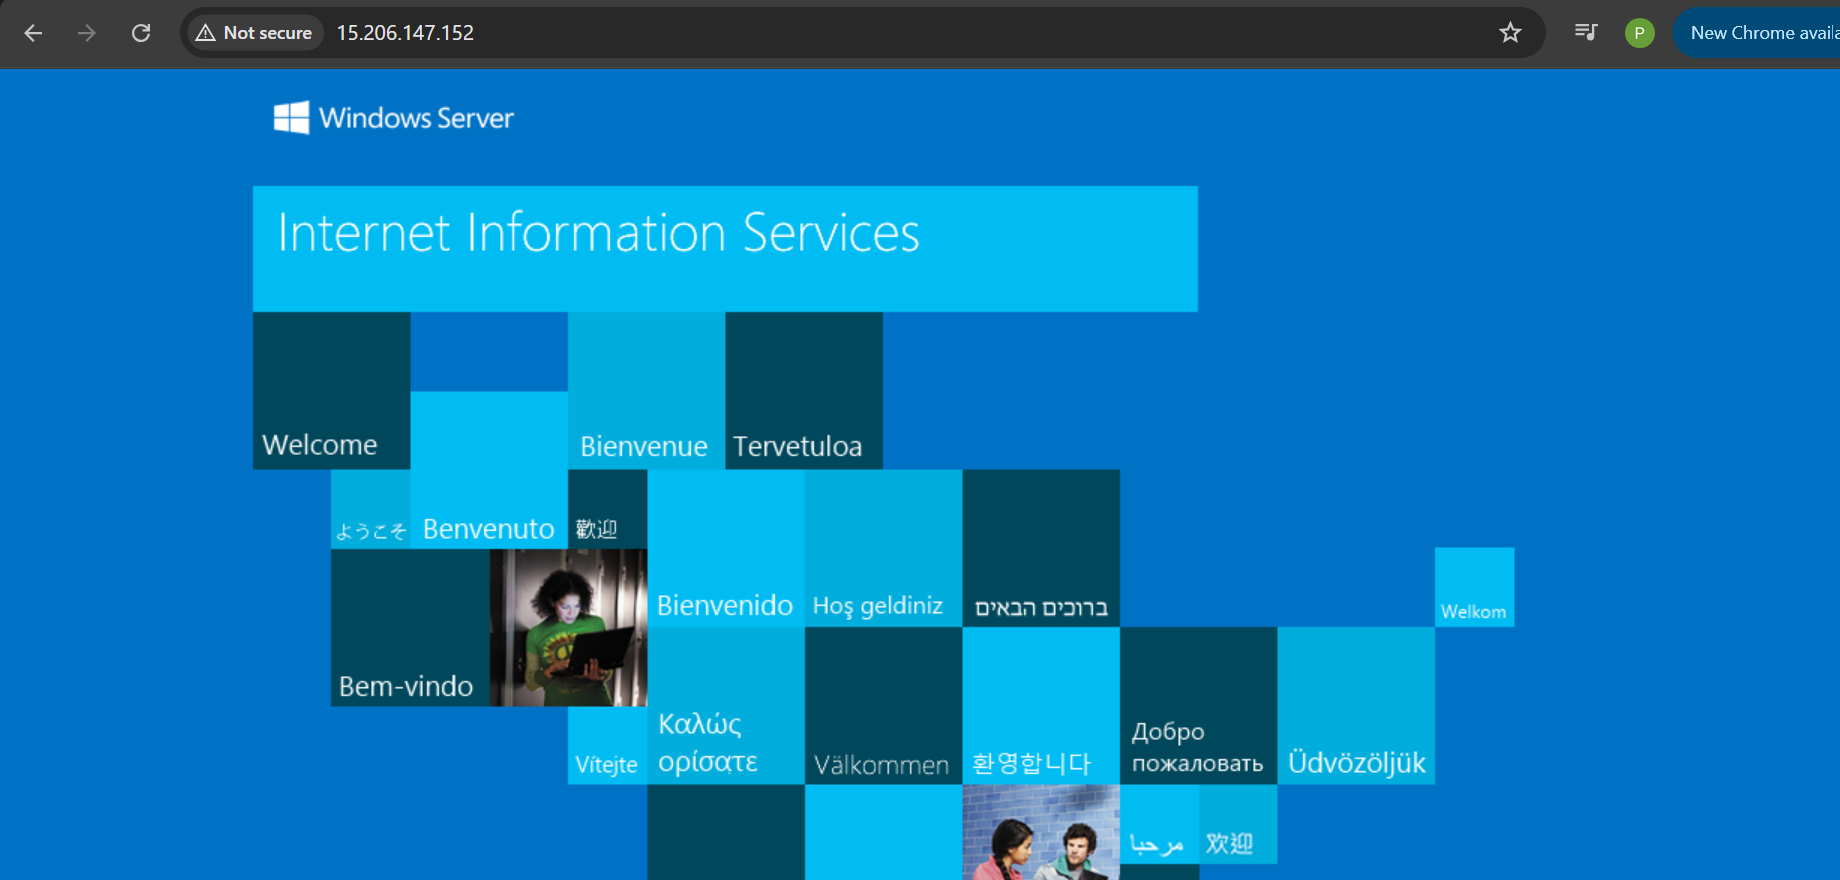 Not secure
15.206.147.152
P
New Chrome availa
Windows Server
Internet Information Services
Welcome
Bienvenue
Tervetuloa
ようこそ
Benvenuto
歡迎
Bienvenido
Hoş geldiniz
ברוכים הבאים
Welkom
Bem-vindo
Vítejte
Καλώς
ορίσατε
Välkommen
환영합니다
Добро
пожаловать
Üdvözöljük
مرحبا
欢迎